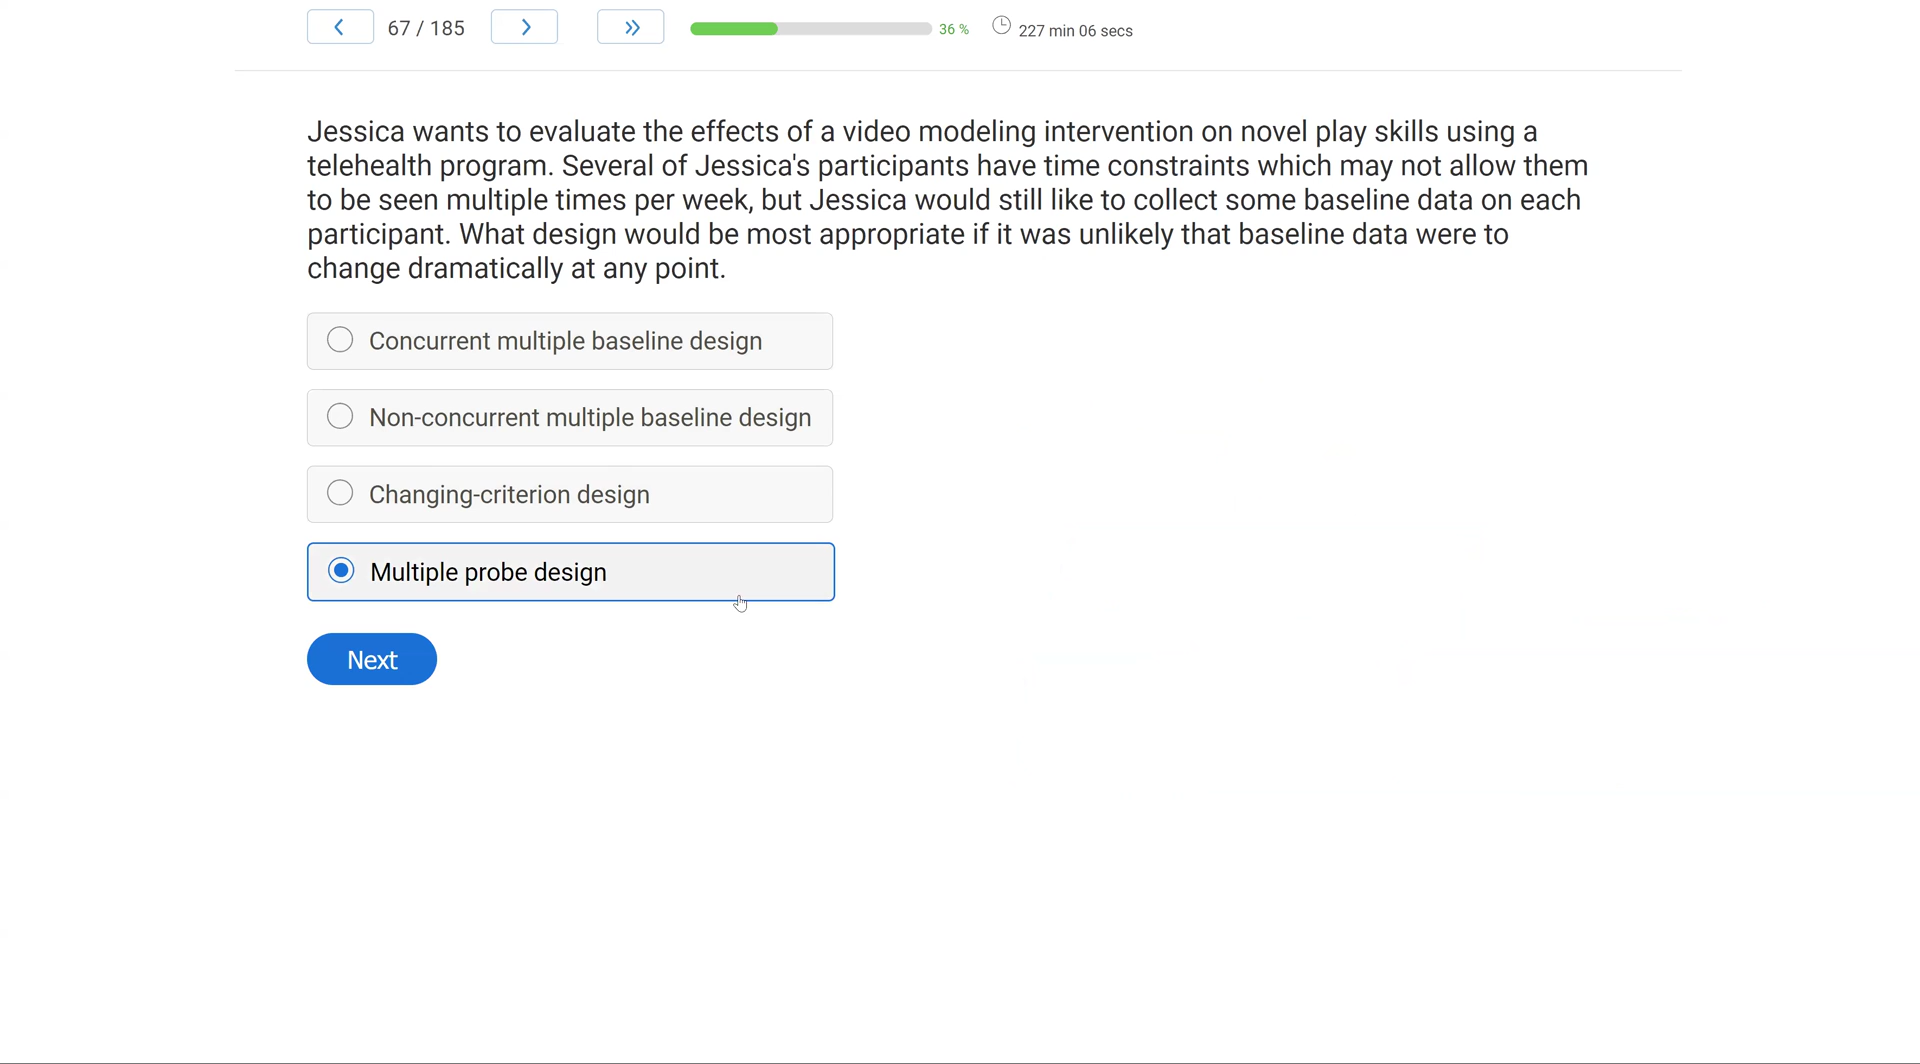 67 / 185
36 %
227 min 06 secs
Jessica wants to evaluate the effects of a video modeling intervention on novel play skills using a
telehealth program. Several of Jessica's participants have time constraints which may not allow them
to be seen multiple times per week, but Jessica would still like to collect some baseline data on each
participant. What design would be most appropriate if it was unlikely that baseline data were to
change dramatically at any point.
Concurrent multiple baseline design
Non-concurrent multiple baseline design
Changing-criterion design
Multiple probe design
Next